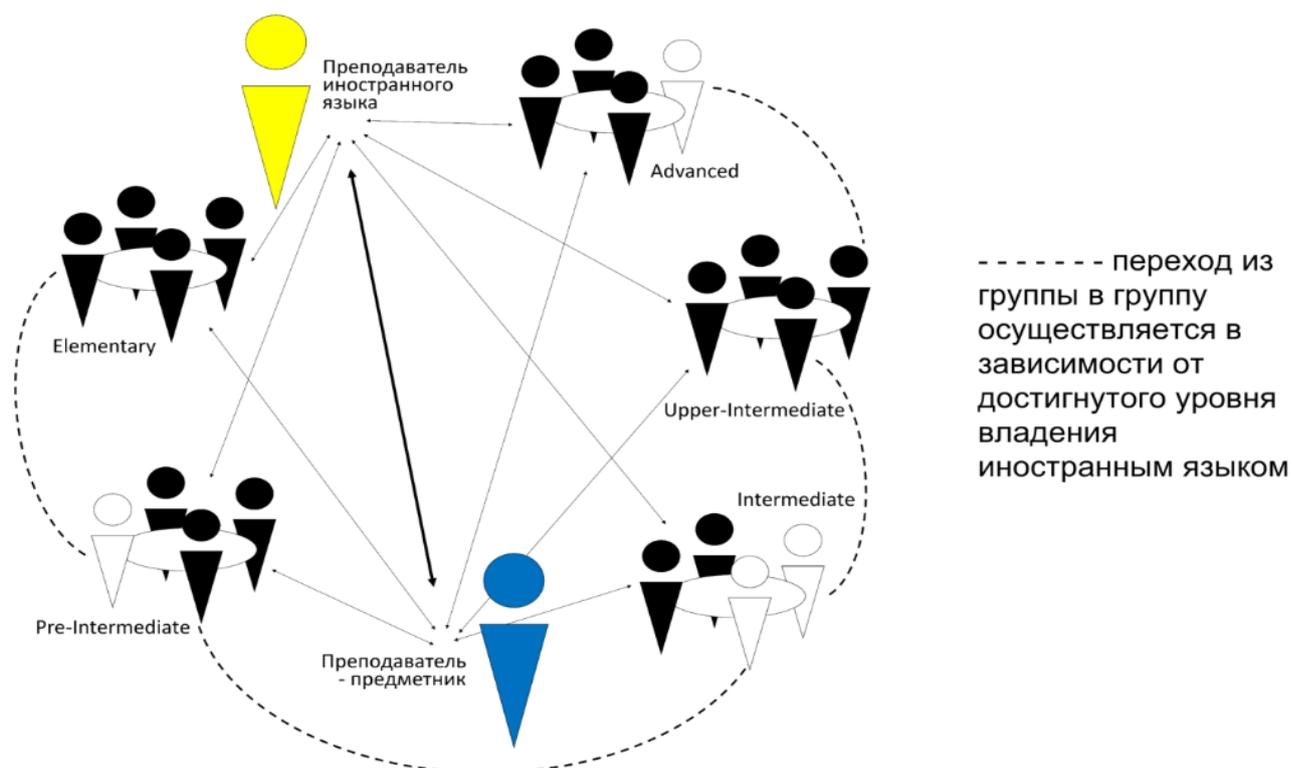 Преподаватель
иностранного
языка
Advanced
Elementary
Upper-Intermediate
Intermediate
Pre-Intermediate
Преподаватель
- предметник
- - - - - - - переход из
группы в группу
осуществляется в
зависимости от
достигнутого уровня
владения
иностранным языком